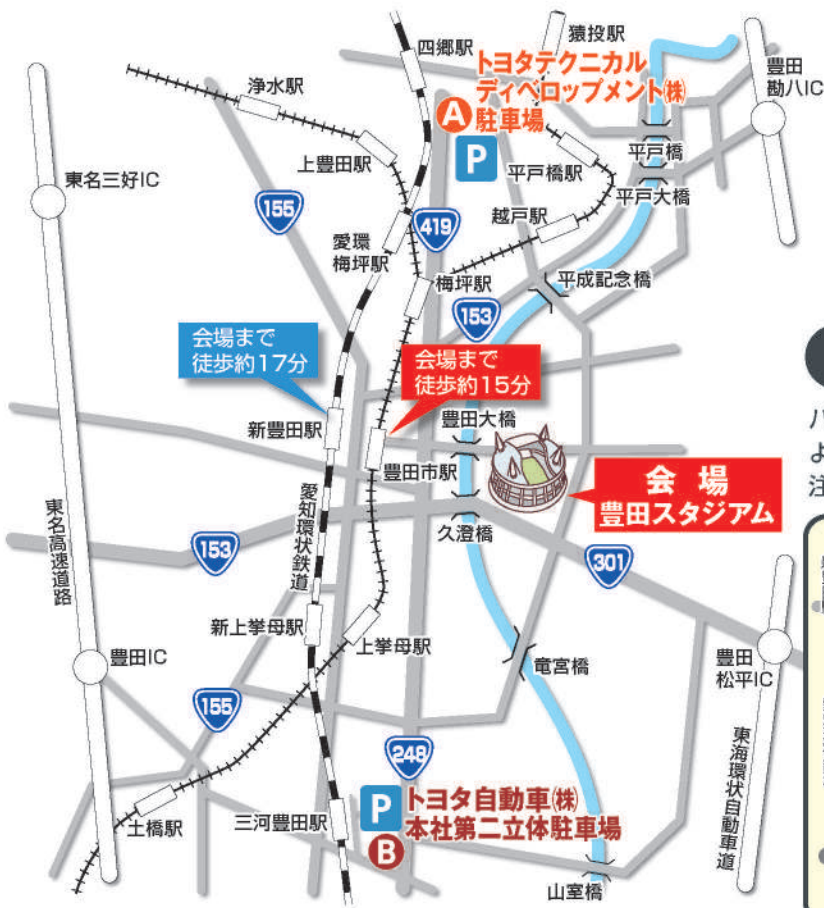 四郷駅
猿投駅
トヨタテクニカル
ディベロップメント㈱
駐車場
A
P
豊田
勘八IC
浄水駅
上豊田駅
平戸橋駅
平戸橋
平戸大橋
東名三好IC
155
愛環
梅坪駅
419
越戸駅
梅坪駅
153
平成記念橋
会場まで
徒歩約17分
会場まで
徒歩約15分
新豊田駅
豊田大橋
豊田市駅
会場
豊田スタジアム
久澄橋
東名高速道路
153
愛知環状鉄道
301
新上挙母駅
上挙母駅
豊田IC
竜宮橋
豊田
松平IC
155
248
東海環状自動車道
土橋駅
三河豊田駅
P
トヨタ自動車㈱
本社第二立体駐車場
B
山室橋
注